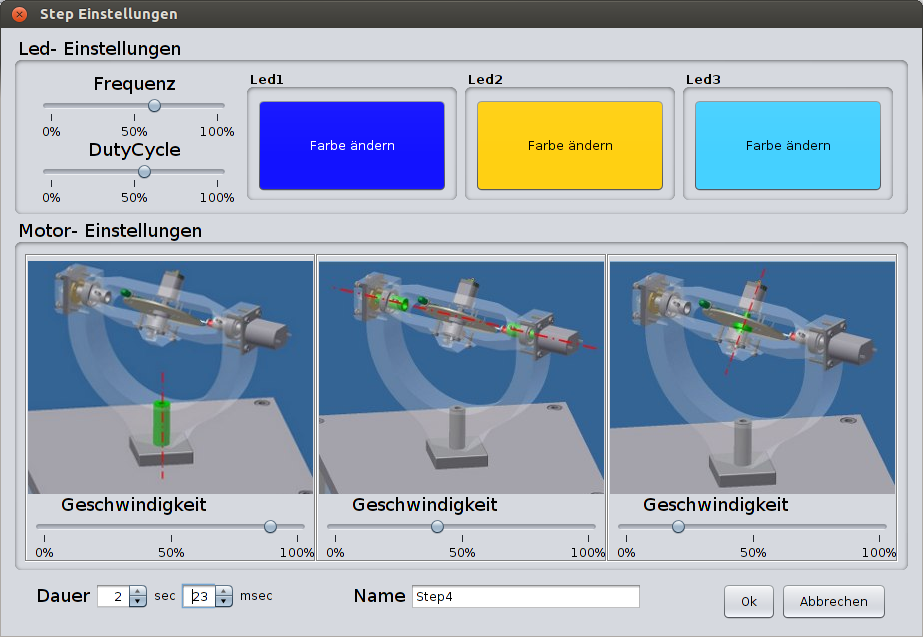 Step Einstellungen
Led- Einstellungen
Frequenz
0% 50% 100%
DutyCycle
0% 50% 100%
Led1
Farbe ändern
Led2
Farbe ändern
Led3
Farbe ändern
Motor- Einstellungen
Geschwindigkeit
0% 50% 100%
Geschwindigkeit
0% 50% 100%
Geschwindigkeit
0% 50% 100%
Dauer 2 sec 23 msec
Name Step4
Ok Abbrechen